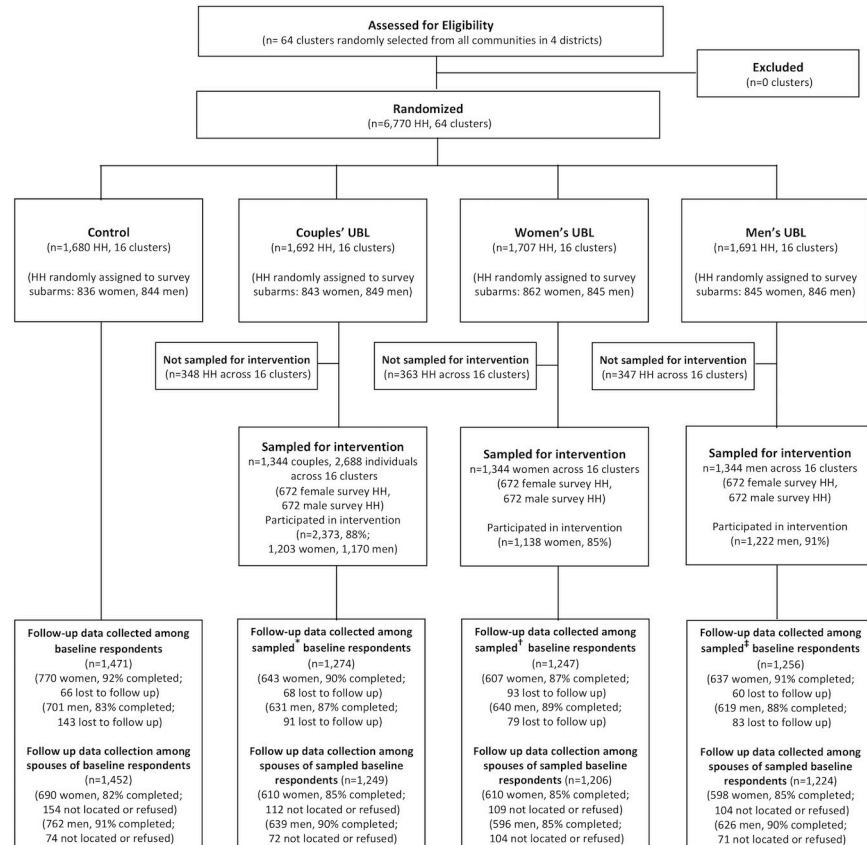 Assessed for Eligibility
(n= 64 clusters randomly selected from all communities in 4 districts)
Excluded
(n=0 clusters)
Randomized
(n=6,770 HH, 64 clusters)
Control
(n=1,680 HH, 16 clusters)
(HH randomly assigned to survey
subarms: 836 women, 844 men)
Couples' UBL
(n=1,692 HH, 16 clusters)
(HH randomly assigned to survey
subarms: 843 women, 849 men)
Women's UBL
(n=1,707 HH, 16 clusters)
(HH randomly assigned to survey
subarms: 862 women, 845 men)
Men's UBL
(n=1,691 HH, 16 clusters)
(HH randomly assigned to survey
subarms: 845 women, 846 men)
Not sampled for intervention
(n=348 HH across 16 clusters)
Not sampled for intervention
(n=363 HH across 16 clusters)
Not sampled for intervention
(n=347 HH across 16 clusters)
Sampled for intervention
n=1,344 couples, 2,688 individuals
across 16 clusters
(672 female survey HH,
672 male survey HH)
Participated in intervention
(n=2,373, 88%;
1,203 women, 1,170 men)
Sampled for intervention
n=1,344 women across 16 clusters
(672 female survey HH,
672 male survey HH)
Participated in intervention
(n=1,138 women, 85%)
Sampled for intervention
n=1,344 men across 16 clusters
(672 female survey HH,
672 male survey HH)
Participated in intervention
(n=1,222 men, 91%)
Follow-up data collected among
baseline respondents
(n=1,471)
(770 women, 92% completed;
66 lost to follow up)
(701 men, 83% completed;
143 lost to follow up)
Follow up data collection among
spouses of baseline respondents
(n=1,452)
(690 women, 82% completed;
154 not located or refused)
(762 men, 91% completed;
74 not located or refused)
Follow-up data collected among
sampled* baseline respondents
(n=1,274)
(643 women, 90% completed;
68 lost to follow up)
(631 men, 87% completed;
91 lost to follow up)
Follow up data collection among
spouses of sampled baseline
respondents (n=1,249)
(610 women, 85% completed;
112 not located or refused)
(639 men, 90% completed;
72 not located or refused)
Follow-up data collected among
sampled† baseline respondents
(n=1,247)
(607 women, 87% completed;
93 lost to follow up)
(640 men, 89% completed;
79 lost to follow up)
Follow up data collection among
spouses of sampled baseline
respondents (n=1,206)
(610 women, 85% completed;
109 not located or refused)
(596 men, 85% completed;
104 not located or refused)
Follow-up data collected among
sampled‡ baseline respondents
(n=1,256)
(637 women, 91% completed;
60 lost to follow up)
(619 men, 88% completed;
83 lost to follow up)
Follow up data collection among
spouses of sampled baseline
respondents (n=1,224)
(598 women, 85% completed;
104 not located or refused)
(626 men, 90% completed;
71 not located or refused)